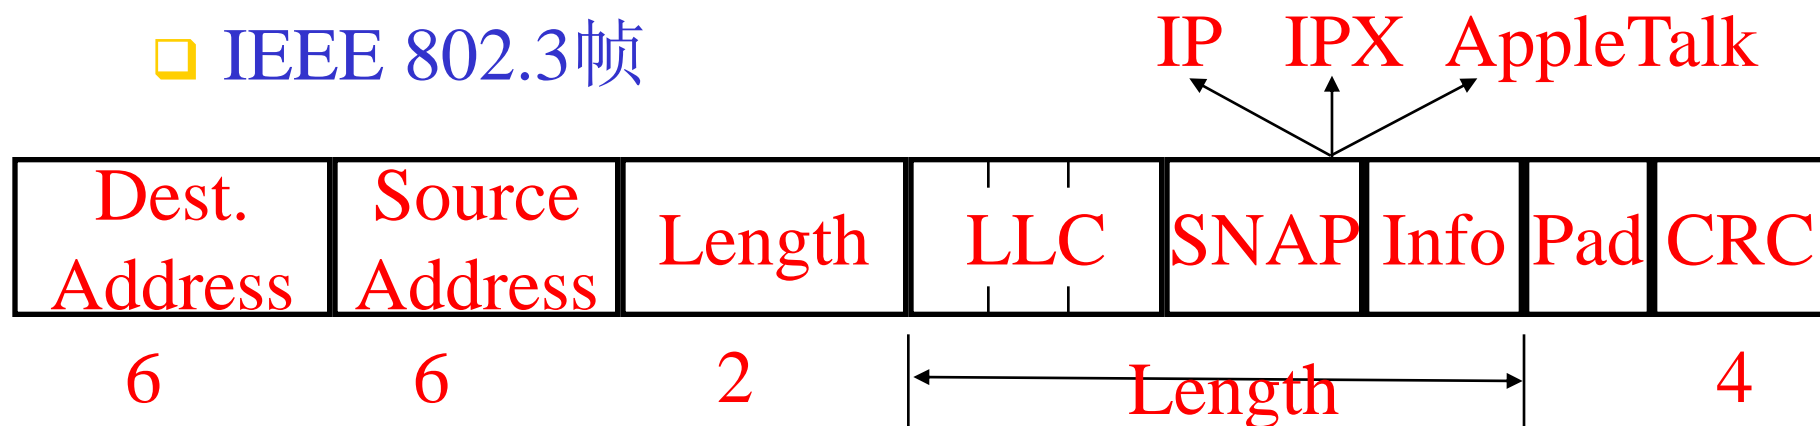 IEEE 802.3帧
IP IPX AppleTalk
Dest. Address
Source Address
Length
LLC
SNAP
Info
Pad
CRC
6 6 2 Length 4